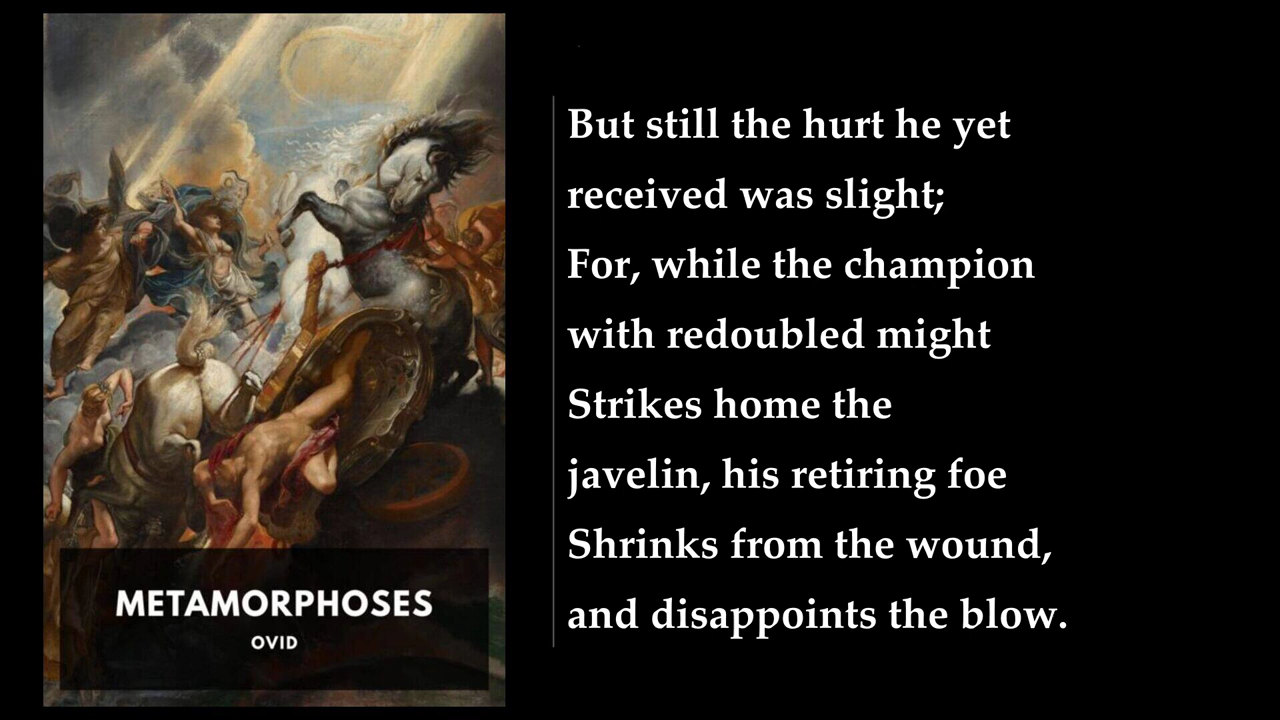 METAMORPHOSES
OVID
But still the hurt he yet
received was slight;
For, while the champion
with redoubled might
Strikes home the
javelin, his retiring foe
Shrinks from the wound,
and disappoints the blow.